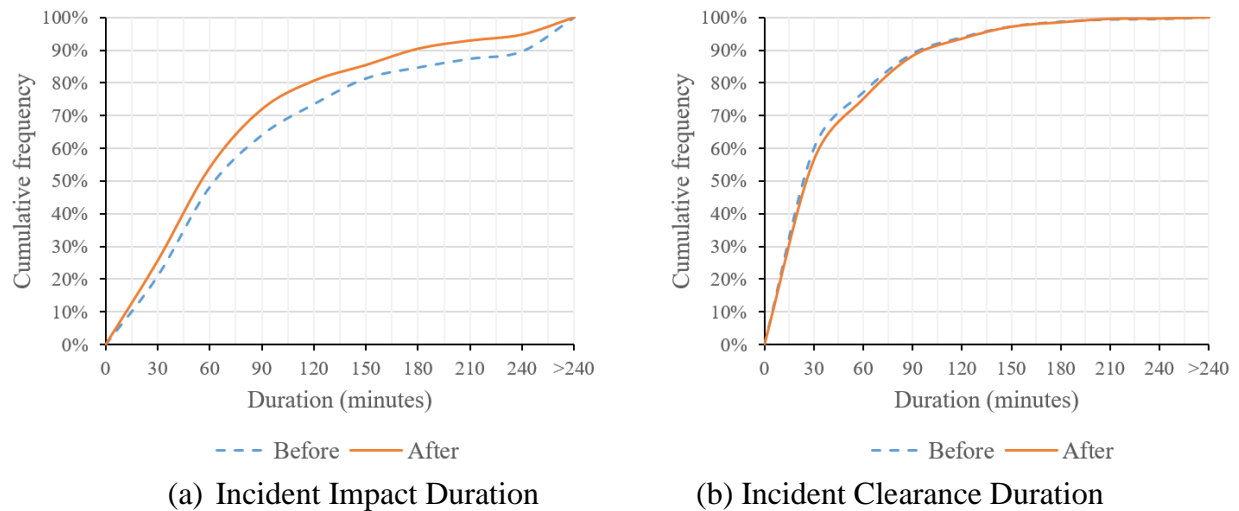 100%
90%
80%
70%
60%
50%
40%
30%
20%
10%
0%
Cumulative frequency
0 30 60 90 120 150 180 210 240 >240
Duration (minutes)
Before After
(a) Incident Impact Duration
100%
90%
80%
70%
60%
50%
40%
30%
20%
10%
0%
Cumulative frequency
0 30 60 90 120 150 180 210 240 >240
Duration (minutes)
Before After
(b) Incident Clearance Duration